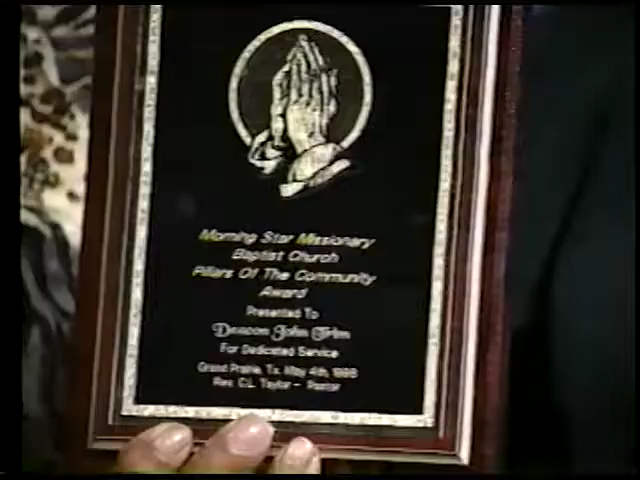 Morning Star Missionary
Baptist Church
Pillars Of The Community
Award
Presented To
Deacon John
For Dedicated Service
Grand Prairie, Tx. May 4th,
Rev. C.L. Taylor - Pastor